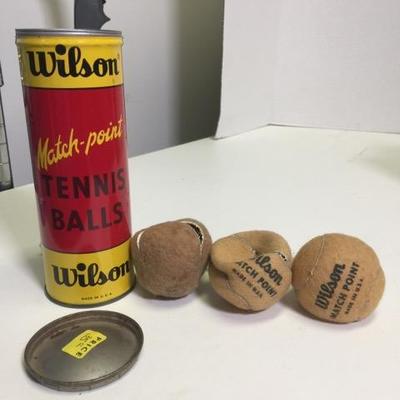 Wilson
Match-point
TENNIS
BALLS
Wilson
MADE IN U.S.A.
PRICE
Wilson
MATCH POINT
MADE IN U.S.A.
Wilson
MATCH POINT
MADE IN U.S.A.